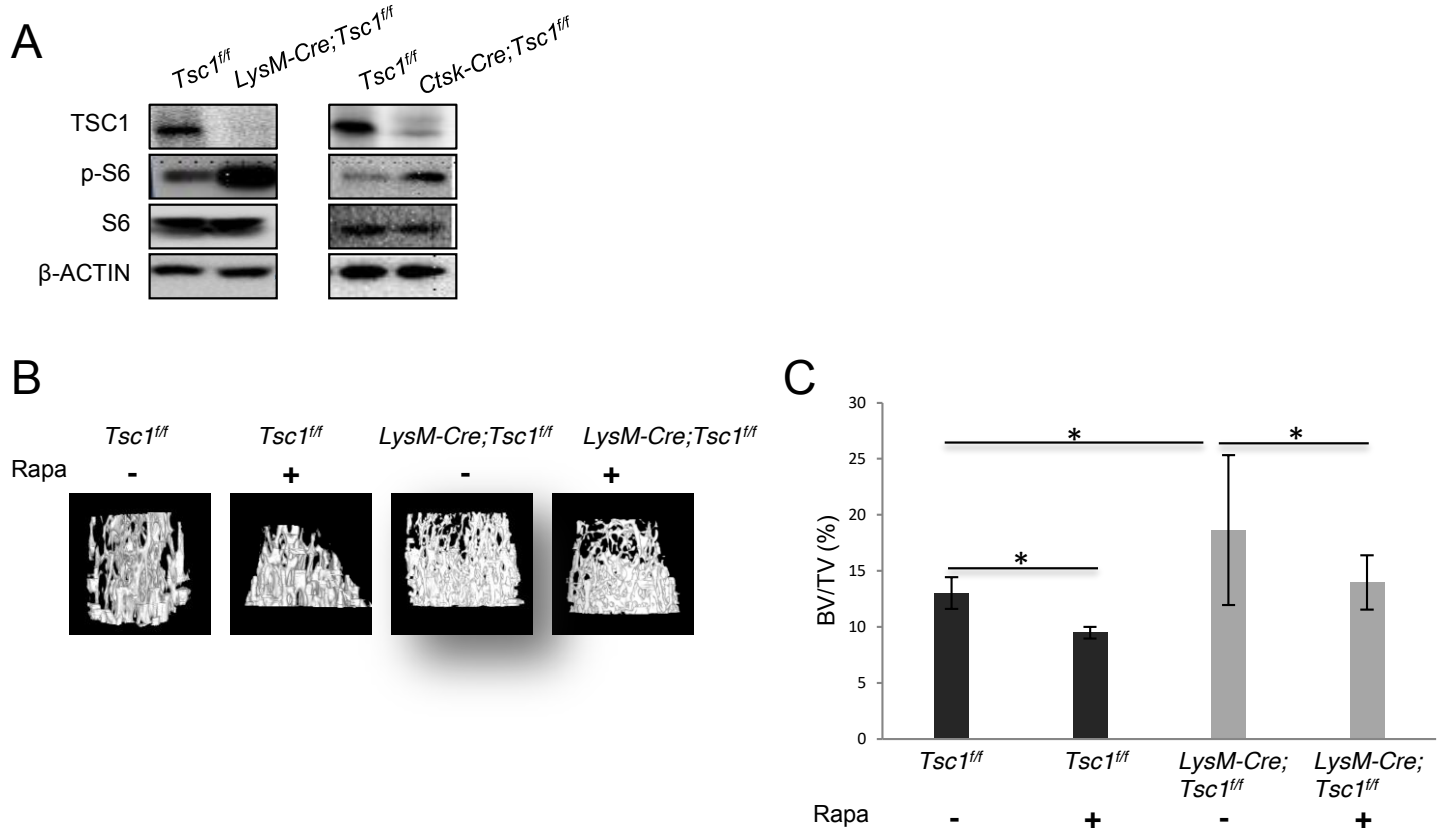 A
Tsc1f/f LysM-Cre;Tsc1f/f Tsc1f/f Ctsk-Cre;Tsc1f/f
TSC1
p-S6
S6
β-ACTIN
B
Tsc1f/f Tsc1f/f LysM-Cre;Tsc1f/f LysM-Cre;Tsc1f/f
Rapa - + - +
C
30
25
20
15
10
5
0
BV/TV (%)
* *
*
Tsc1f/f Tsc1f/f LysM-Cre; LysM-Cre;
Tsc1f/f Tsc1f/f
Rapa - + - +